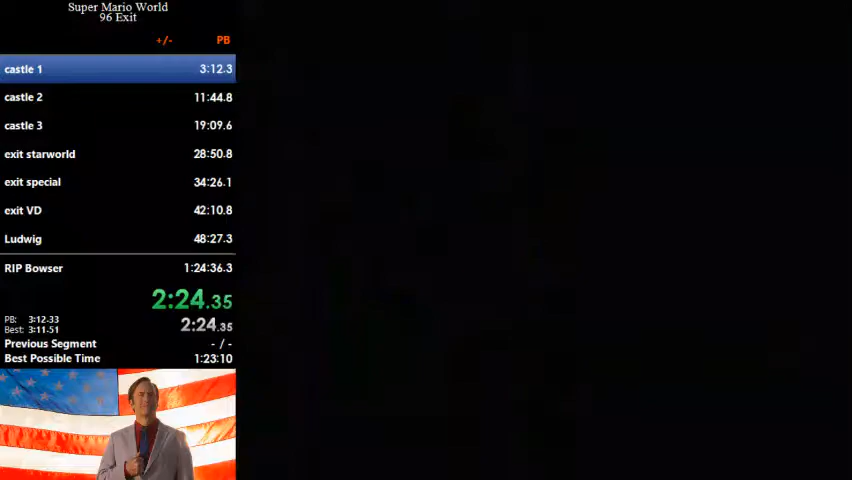 Super Mario World
96 Exit
+/- PB
castle 1 3:12.3
castle 2 11:44.8
castle 3 19:09.6
exit starworld 28:50.8
exit special 34:26.1
exit VD 42:10.8
Ludwig 48:27.3
RIP Bowser 1:24:36.3
2:24.35
PB: 3:12-33
Best: 3:11-51
2:24.35
Previous Segment - / -
Best Possible Time 1:23:10